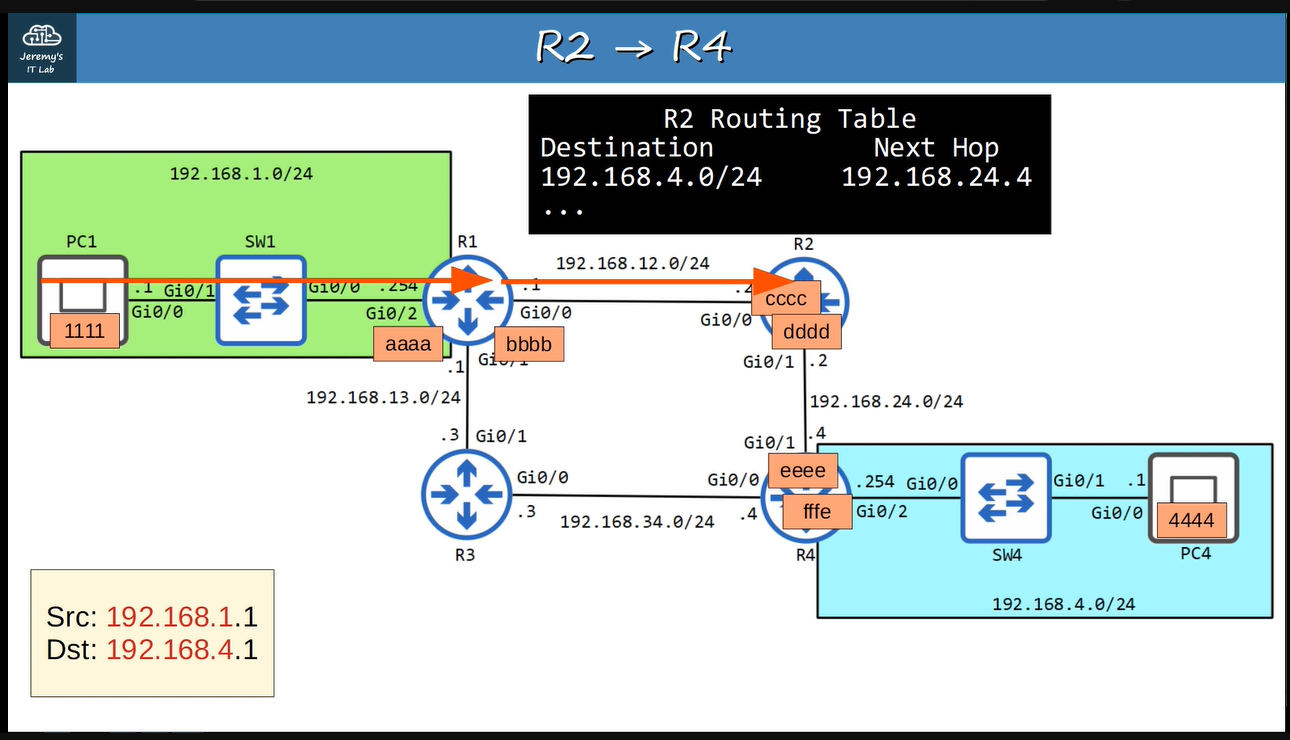 Jeremy's
IT Lab
R2 → R4
R2 Routing Table
Destination Next Hop
192.168.4.0/24 192.168.24.4
...
192.168.1.0/24
PC1 SW1 R1 R2
192.168.12.0/24
.1 Gi0/1 Gi0/0 .254 .1 .2
Gi0/0 Gi0/2 Gi0/0 Gi0/0
cccc
1111 aaaa bbbb dddd
.1 Gi0/1 Gi0/1 .2
192.168.13.0/24 192.168.24.0/24
.3 Gi0/1 Gi0/1 .4
Gi0/0 Gi0/0 eeee .254 Gi0/0 Gi0/1 .1
.3 192.168.34.0/24 .4 fffe Gi0/2 Gi0/0 4444
R3 R4 SW4 PC4
192.168.4.0/24
Src: 192.168.1.1
Dst: 192.168.4.1